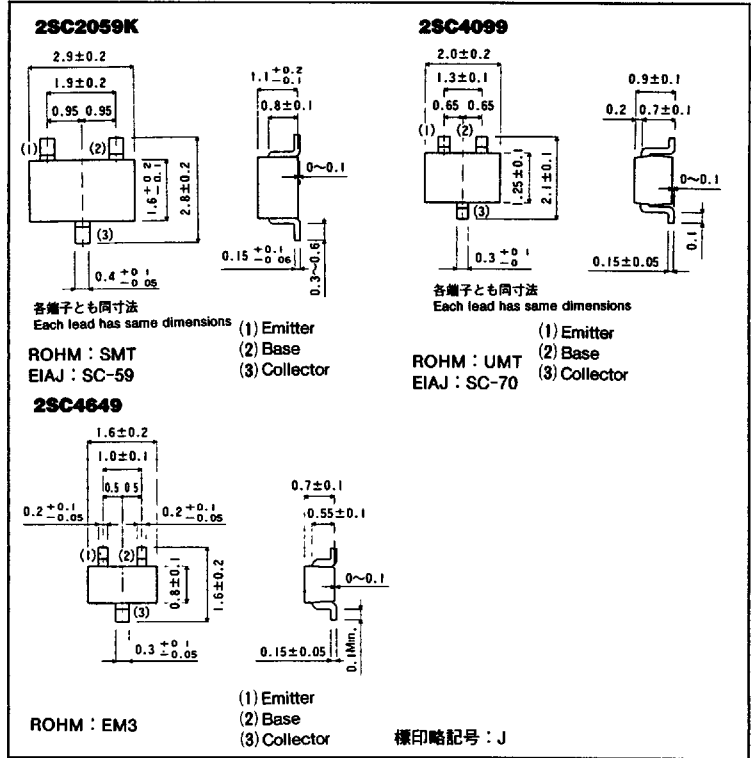 2SC2059K
2.9±0.2
1.9±0.2
0.95 0.95
(1) (2)
(3)
1.6 +0.2 −0.1
2.8±0.2
0.4 +0.1 −0.05
1.1 +0.2 −0.1
0.8±0.1
0~0.1
0.15 +0.1 −0.06
0.3~0.6
各端子とも同寸法
Each lead has same dimensions
ROHM : SMT
EIAJ : SC-59
(1) Emitter
(2) Base
(3) Collector
2SC4099
2.0±0.2
1.3±0.1
0.65 0.65
(1) (2)
(3)
1.25±0.1
2.1±0.1
0.3 +0.1 −0
0.9±0.1
0.2 0.7±0.1
0~0.1
0.15±0.05
0.1
各端子とも同寸法
Each lead has same dimensions
ROHM : UMT
EIAJ : SC-70
(1) Emitter
(2) Base
(3) Collector
2SC4649
1.6±0.2
1.0±0.1
0.5 0.5
0.2 +0.1 −0.05
0.2 +0.1 −0.05
(1) (2)
(3)
0.8±0.1
1.6±0.2
0.3 +0.1 −0.05
0.7±0.1
0.55±0.1
0~0.1
0.15±0.05
0.1Min.
ROHM : EM3
(1) Emitter
(2) Base
(3) Collector
標印略記号 : J